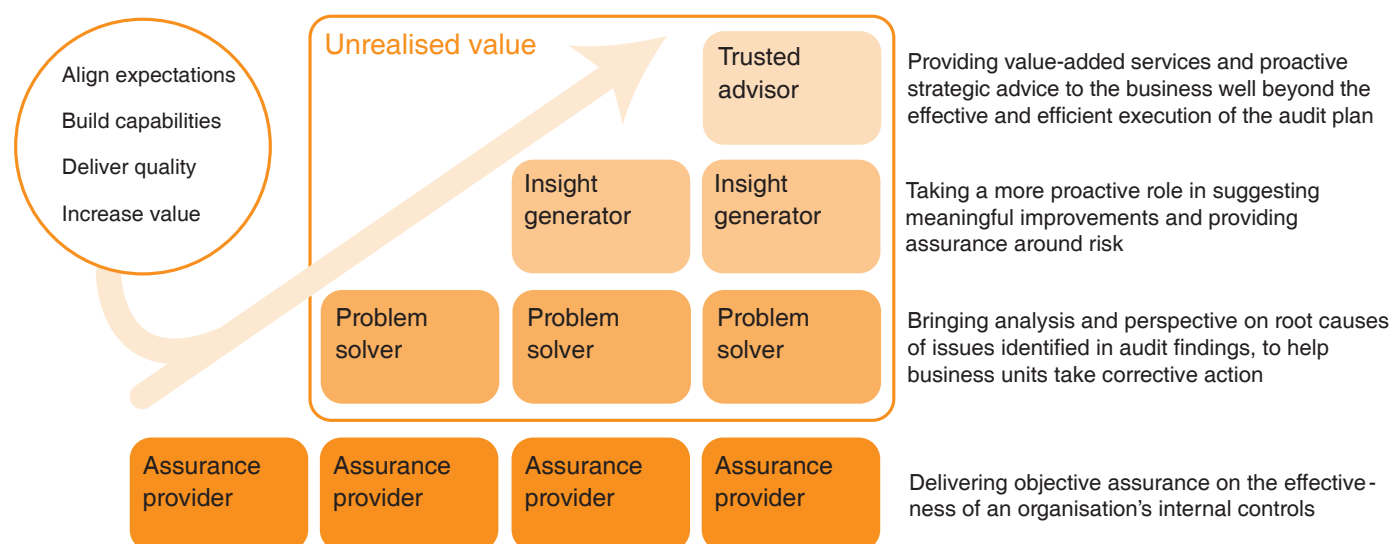 Align expectations
Build capabilities
Deliver quality
Increase value
Unrealised value
Trusted
advisor
Providing value-added services and proactive
strategic advice to the business well beyond the
effective and efficient execution of the audit plan
Insight
generator
Insight
generator
Taking a more proactive role in suggesting
meaningful improvements and providing
assurance around risk
Problem
solver
Problem
solver
Problem
solver
Bringing analysis and perspective on root causes
of issues identified in audit findings, to help
business units take corrective action
Assurance
provider
Assurance
provider
Assurance
provider
Assurance
provider
Delivering objective assurance on the effective-
ness of an organisation’s internal controls